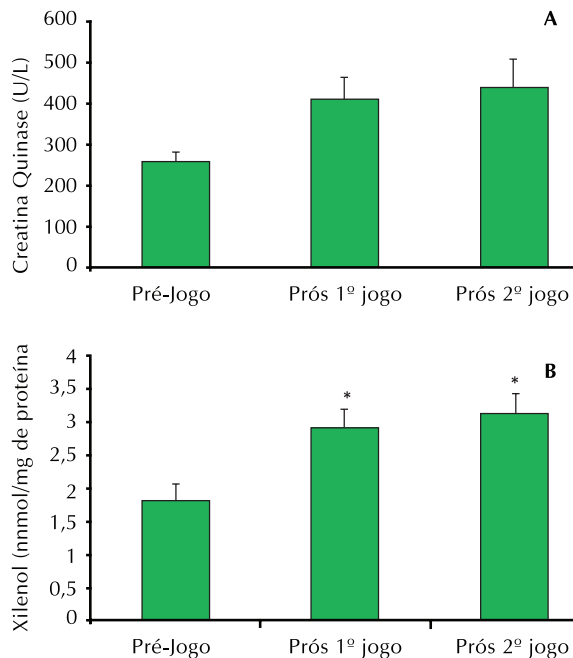 A
Creatina Quinase (U/L)
600
500
400
300
200
100
0
Pré-Jogo Prós 1º jogo Prós 2º jogo
B
Xilenol (nnmol/mg de proteína
4
3,5
3
2,5
2
1,5
1
0,5
0
* *
Pré-Jogo Prós 1º jogo Prós 2º jogo